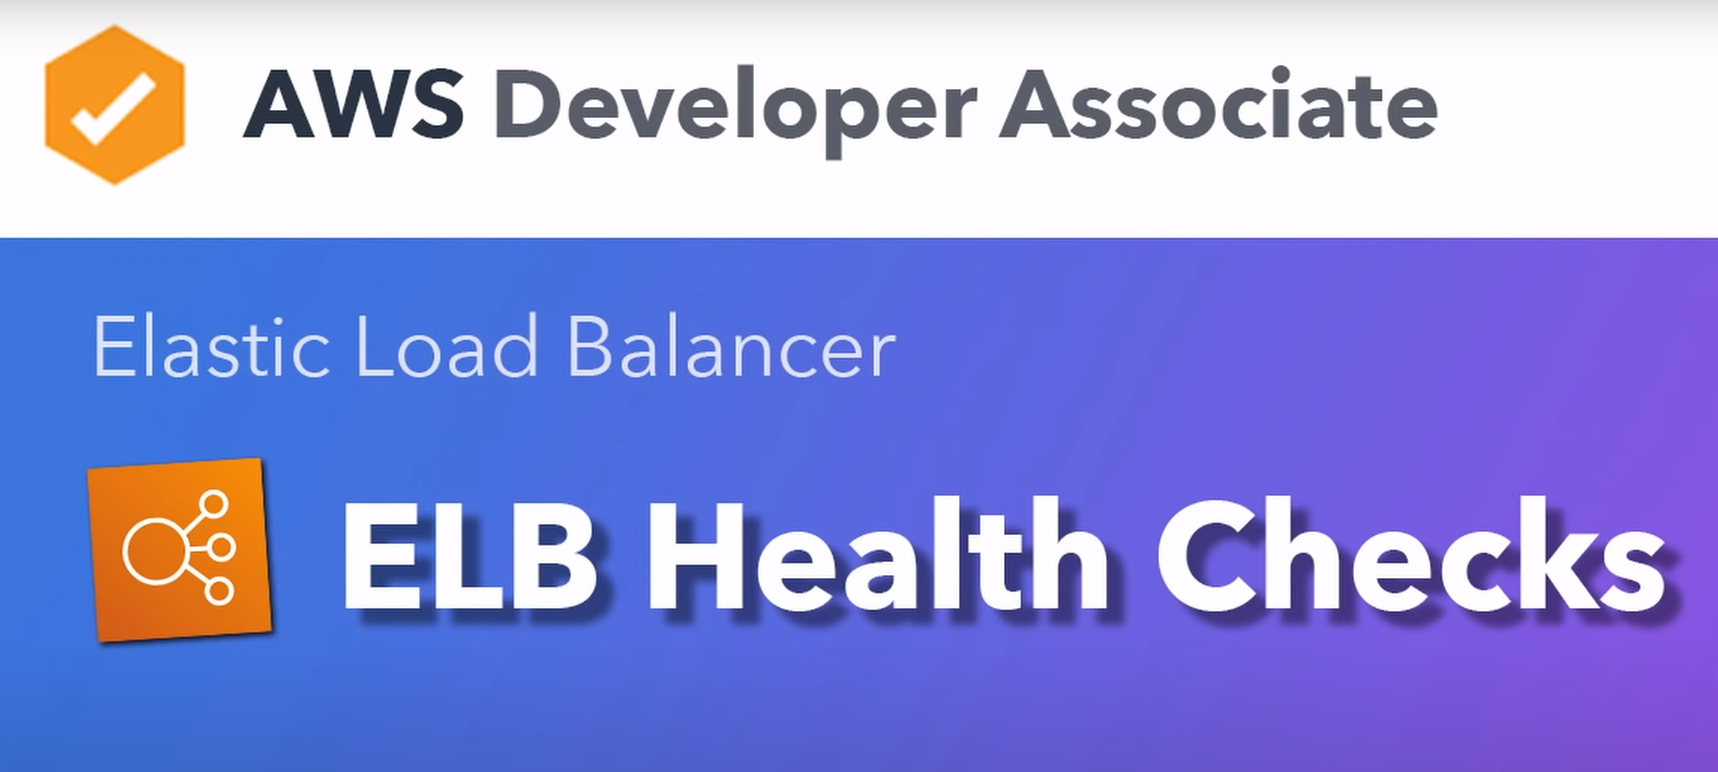 AWS Developer Associate
Elastic Load Balancer
ELB Health Checks